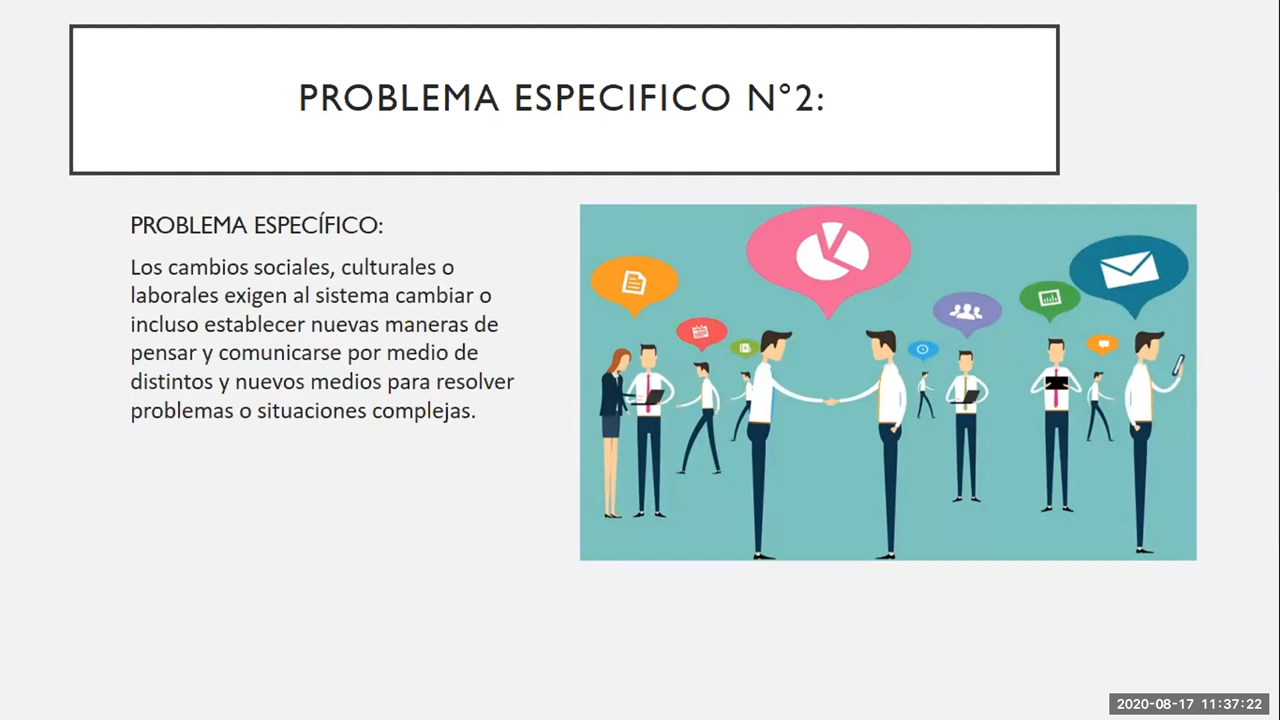 PROBLEMA ESPECIFICO N°2:
PROBLEMA ESPECÍFICO:
Los cambios sociales, culturales o
laborales exigen al sistema cambiar o
incluso establecer nuevas maneras de
pensar y comunicarse por medio de
distintos y nuevos medios para resolver
problemas o situaciones complejas.
2020-08-17 11:37:22